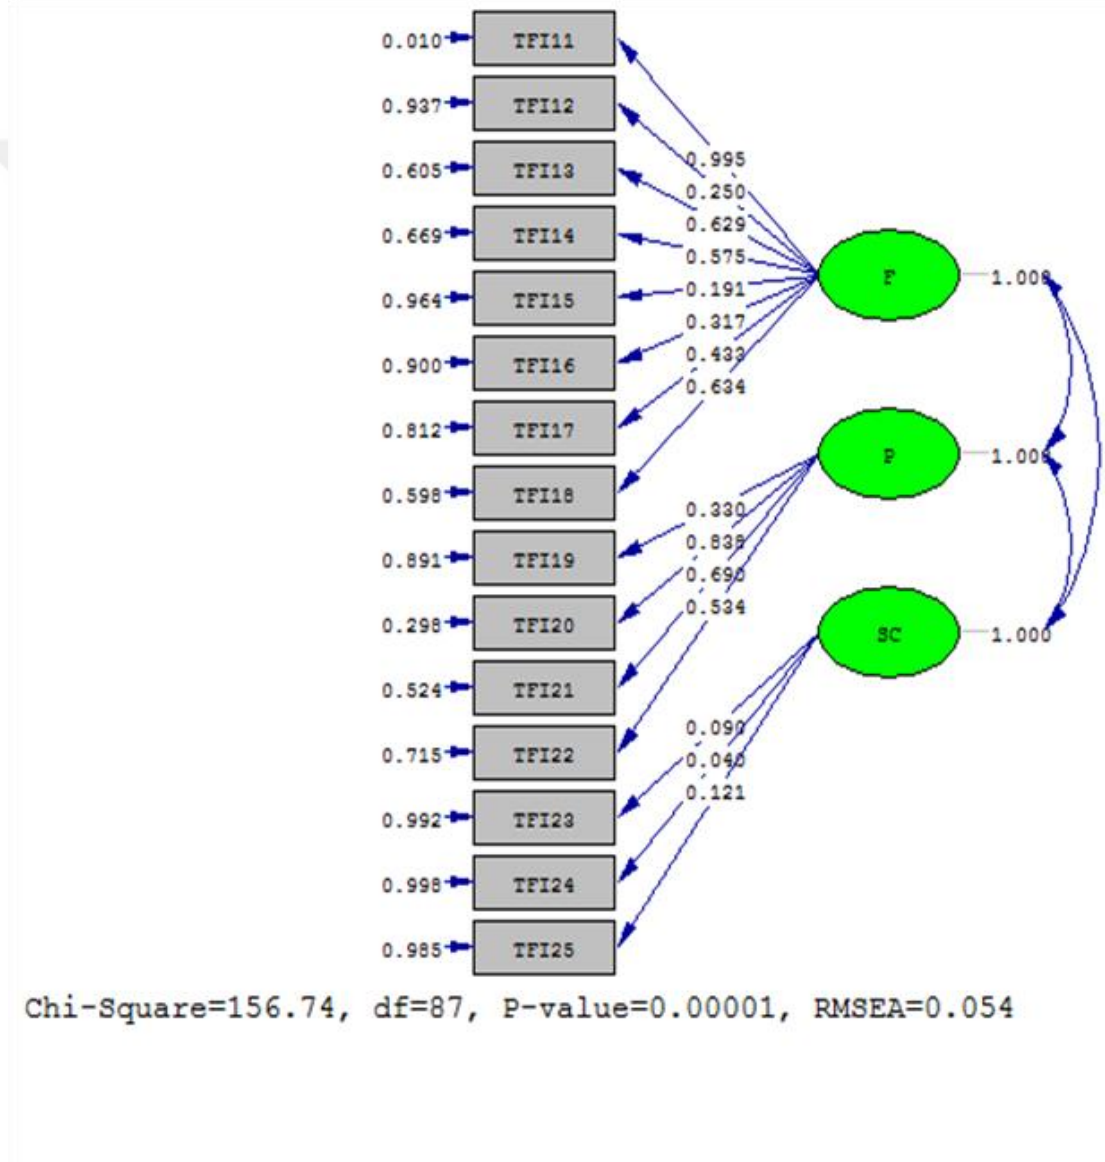 0.010 TFI11
0.937 TFI12
0.605 TFI13
0.669 TFI14
0.964 TFI15
0.900 TFI16
0.812 TFI17
0.598 TFI18
0.891 TFI19
0.298 TFI20
0.524 TFI21
0.715 TFI22
0.992 TFI23
0.998 TFI24
0.985 TFI25
0.995
0.250
0.629
0.575
0.191
0.317
0.433
0.634
0.330
0.838
0.690
0.534
0.090
0.040
0.121
F 1.000
P 1.000
SC 1.000
Chi-Square=156.74, df=87, P-value=0.00001, RMSEA=0.054